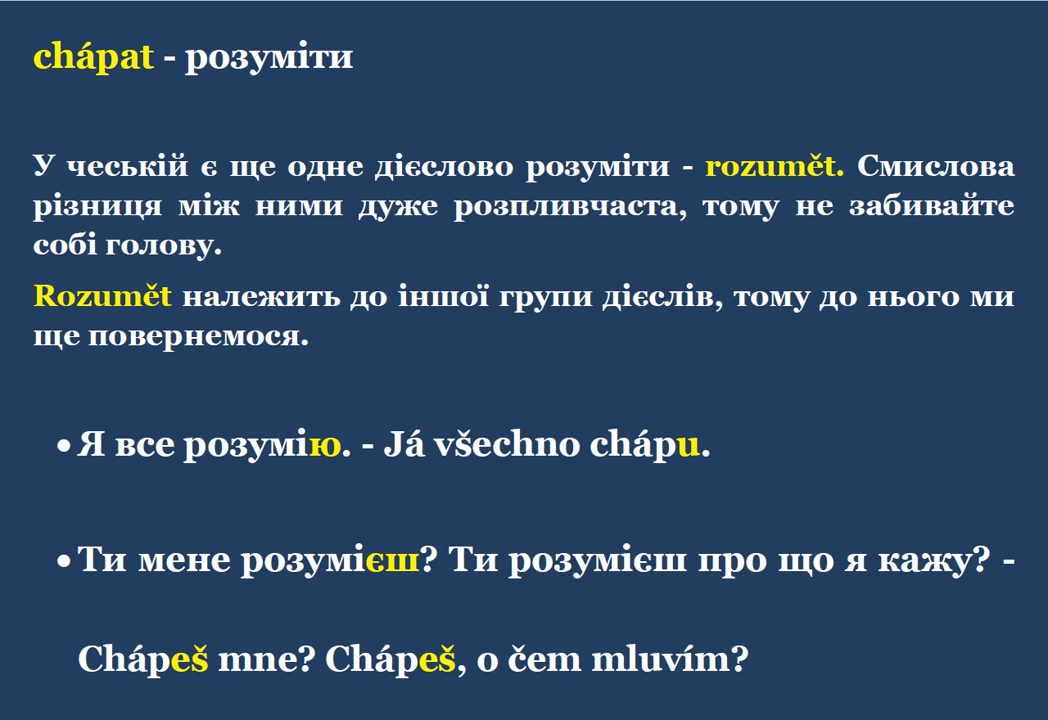 chápat - розуміти
У чеській є ще одне дієслово розуміти - rozumět. Смислова
різниця між ними дуже розпливчаста, тому не забивайте
собі голову.
Rozumět належить до іншої групи дієслів, тому до нього ми
ще повернемося.
• Я все розумію. - Já všechno chápu.
• Ти мене розумієш? Ти розумієш про що я кажу? -
Chápeš mne? Chápeš, o čem mluvím?